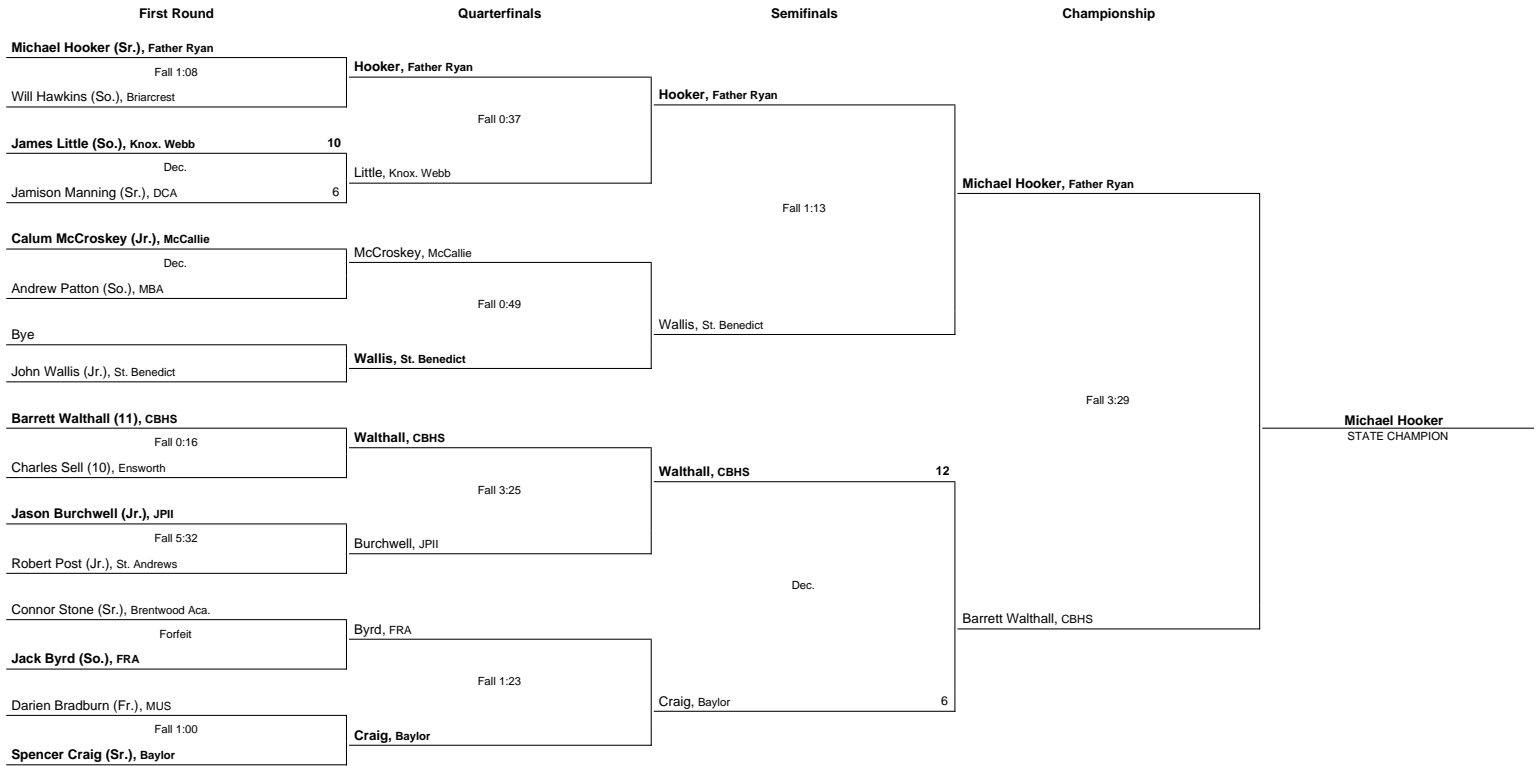 First Round
Quarterfinals
Semifinals
Championship
Michael Hooker (Sr.), Father Ryan
Fall 1:08
Will Hawkins (So.), Briarcrest
James Little (So.), Knox. Webb 10
Dec.
Jamison Manning (Sr.), DCA 6
Calum McCroskey (Jr.), McCallie
Dec.
Andrew Patton (So.), MBA
Bye
John Wallis (Jr.), St. Benedict
Barrett Walthall (11), CBHS
Fall 0:16
Charles Sell (10), Ensworth
Jason Burchwell (Jr.), JPII
Fall 5:32
Robert Post (Jr.), St. Andrews
Connor Stone (Sr.), Brentwood Aca.
Forfeit
Jack Byrd (So.), FRA
Darien Bradburn (Fr.), MUS
Fall 1:00
Spencer Craig (Sr.), Baylor
Hooker, Father Ryan
Fall 0:37
Little, Knox. Webb
McCroskey, McCallie
Fall 0:49
Wallis, St. Benedict
Walthall, CBHS
Fall 3:25
Burchwell, JPII
Byrd, FRA
Fall 1:23
Craig, Baylor
Hooker, Father Ryan
Fall 1:13
Wallis, St. Benedict
Walthall, CBHS 12
Dec.
Craig, Baylor 6
Michael Hooker, Father Ryan
Fall 3:29
Barrett Walthall, CBHS
Michael Hooker
STATE CHAMPION